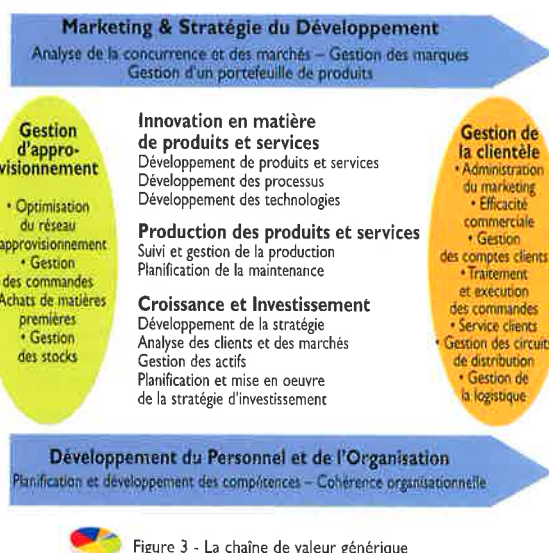 Marketing & Stratégie du Développement
Analyse de la concurrence et des marchés – Gestion des marques
Gestion d'un portefeuille de produits
Gestion
d'appro-
visionnement
• Optimisation
du réseau
approvisionnement
• Gestion
des commandes
Achats de matières
premières
• Gestion
des stocks
Innovation en matière
de produits et services
Développement de produits et services
Développement des processus
Développement des technologies
Production des produits et services
Suivi et gestion de la production
Planification de la maintenance
Croissance et Investissement
Développement de la stratégie
Analyse des clients et des marchés
Gestion des actifs
Planification et mise en oeuvre
de la stratégie d'investissement
Gestion de
la clientèle
• Administration
du marketing
• Efficacité
commerciale
• Gestion
des comptes clients
• Traitement
et exécution
des commandes
• Service clients
• Gestion des circuits
de distribution
• Gestion de
la logistique
Développement du Personnel et de l'Organisation
Planification et développement des compétences – Cohérence organisationnelle
Figure 3 - La chaîne de valeur générique